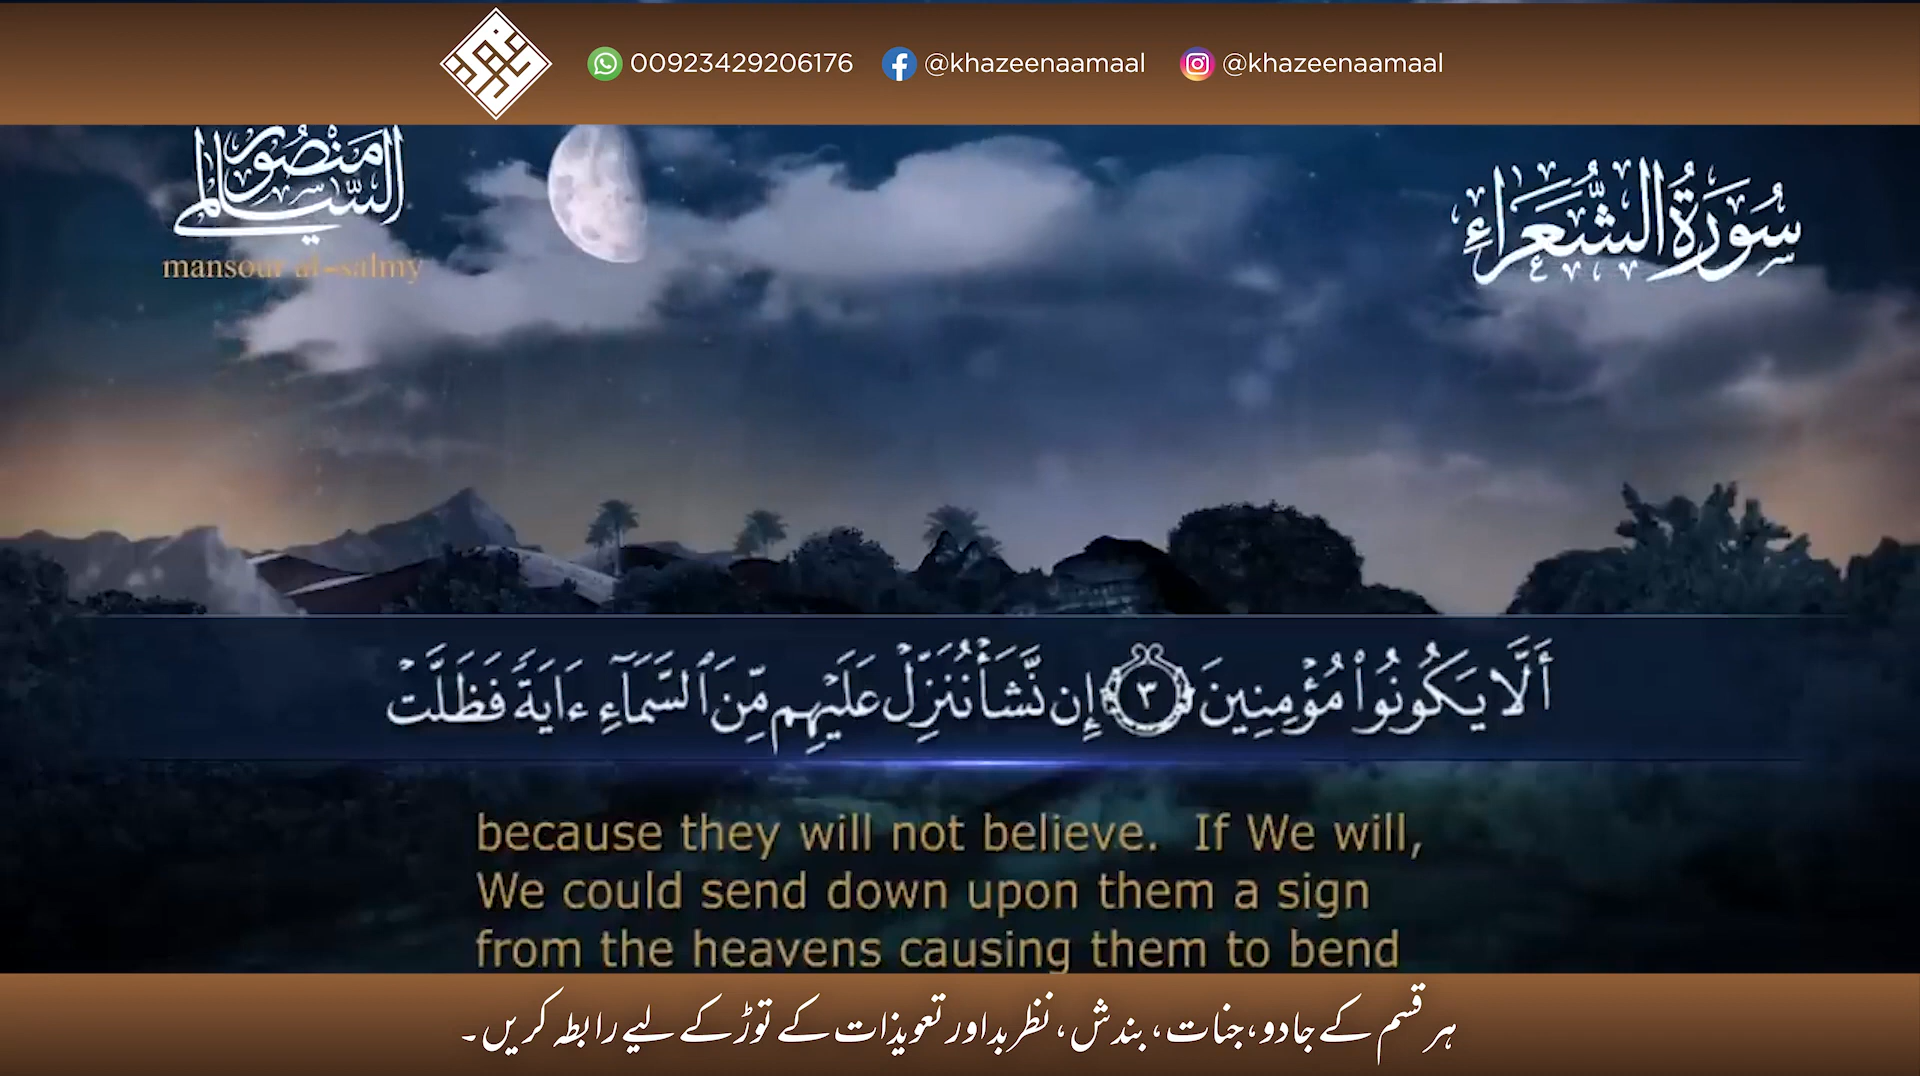 00923429206176 @khazeenaamaal @khazeenaamaal
منصور السالمي
mansour al-salmy
سُورَةُ الشُّعَرَاءِ
أَلَّا يَكُونُوا۟ مُؤْمِنِينَ ٣ إِن نَّشَأْ نُنَزِّلْ عَلَيْهِم مِّنَ ٱلسَّمَآءِ ءَايَةً فَظَلَّتْ
because they will not believe. If We will,
We could send down upon them a sign
from the heavens causing them to bend
ہر قسم کے جادو، جنات، بندش، نظر بد اور تعویذات کے توڑ کے لیے رابطہ کریں۔